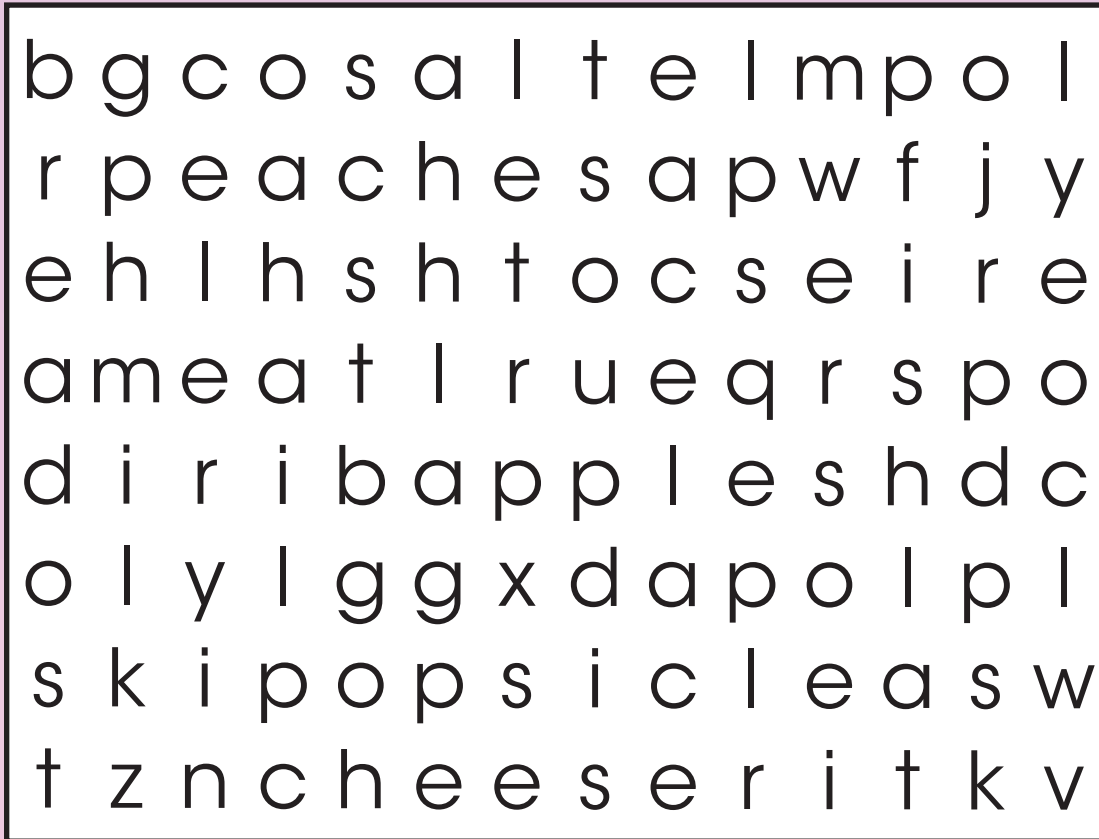 b g c o s a l t e l m p o l
r p e a c h e s a p w f j y
e h l h s h t o c s e i r e
a m e a t l r u e q r s p o
d i r i b a p p l e s h d c
o l y l g g x d a p o l p l
s k i p o p s i c l e a s w
t z n c h e e s e r i t k v